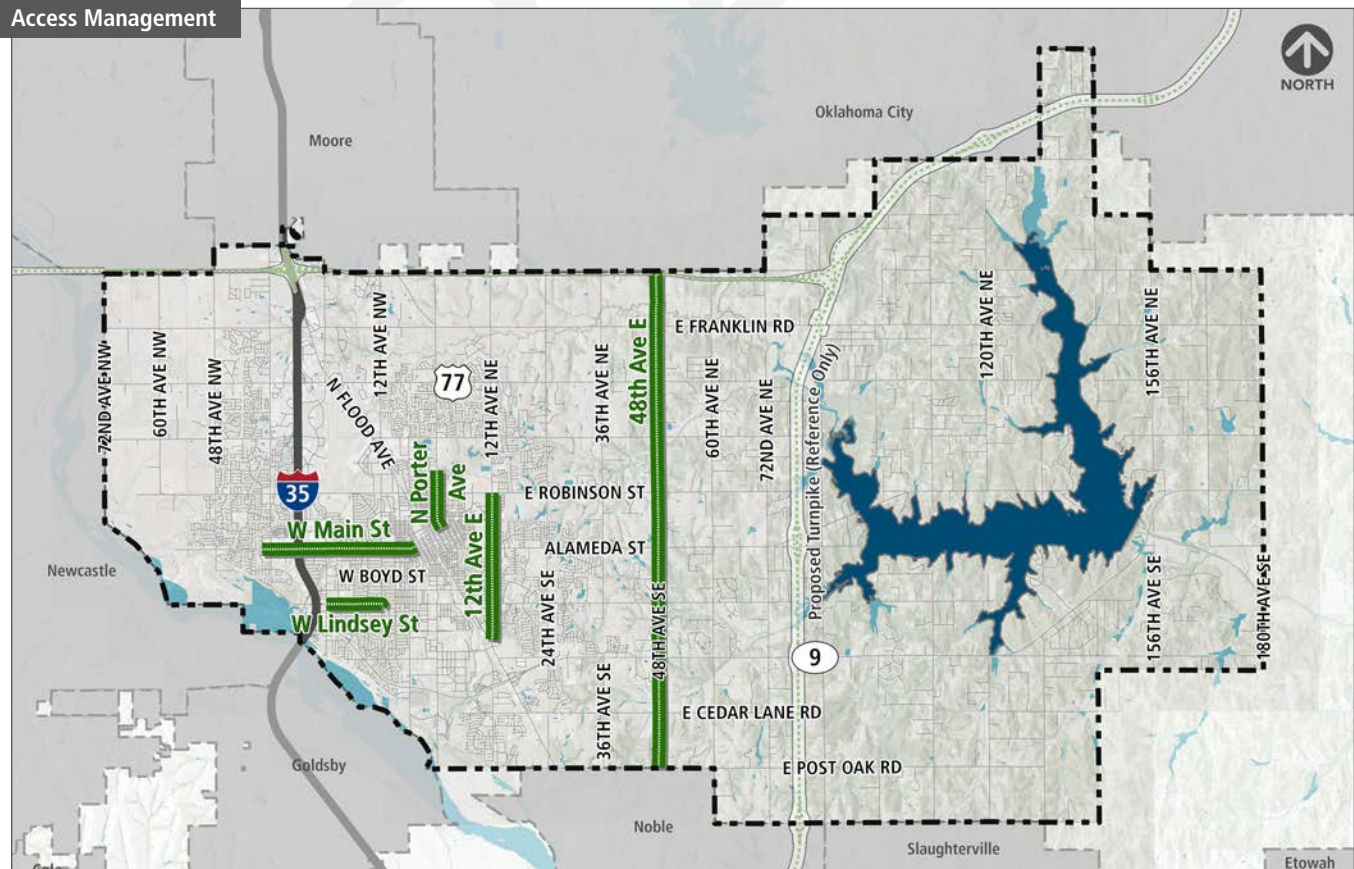 Access Management
NORTH
Oklahoma City
Moore
72ND AVE NW
60TH AVE NW
48TH AVE NW
12TH AVE NW
N FLOOD AVE
77
12TH AVE NE
36TH AVE NE
48th Ave E
E FRANKLIN RD
60TH AVE NE
72ND AVE NE
Proposed Turnpike (Reference Only)
120TH AVE NE
156TH AVE NE
35
N Porter
Ave
E ROBINSON ST
W Main St
ALAMEDA ST
W BOYD ST
12th Ave E
W Lindsey St
24TH AVE SE
36TH AVE SE
48TH AVE SE
9
156TH AVE SE
180TH AVE SE
E CEDAR LANE RD
E POST OAK RD
Newcastle
Goldsby
Noble
Slaughterville
Etowah